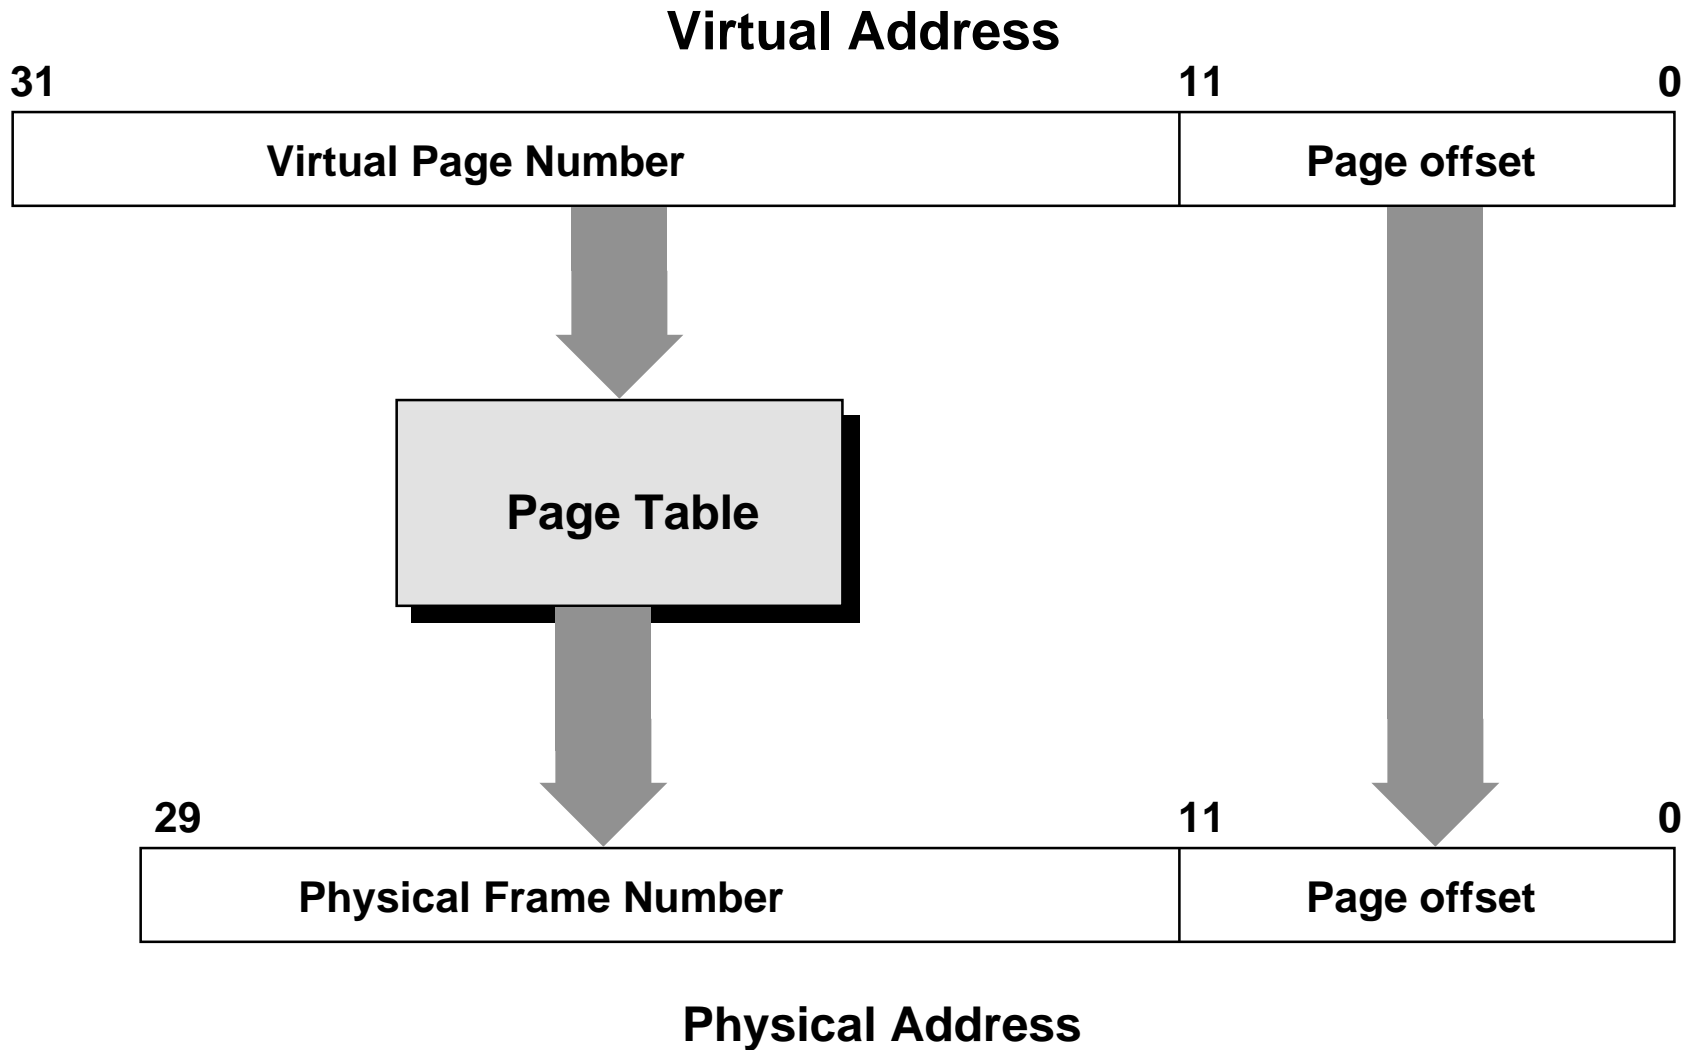 Virtual Address
31 11 0
Virtual Page Number Page offset
Page Table
29 11 0
Physical Frame Number Page offset
Physical Address